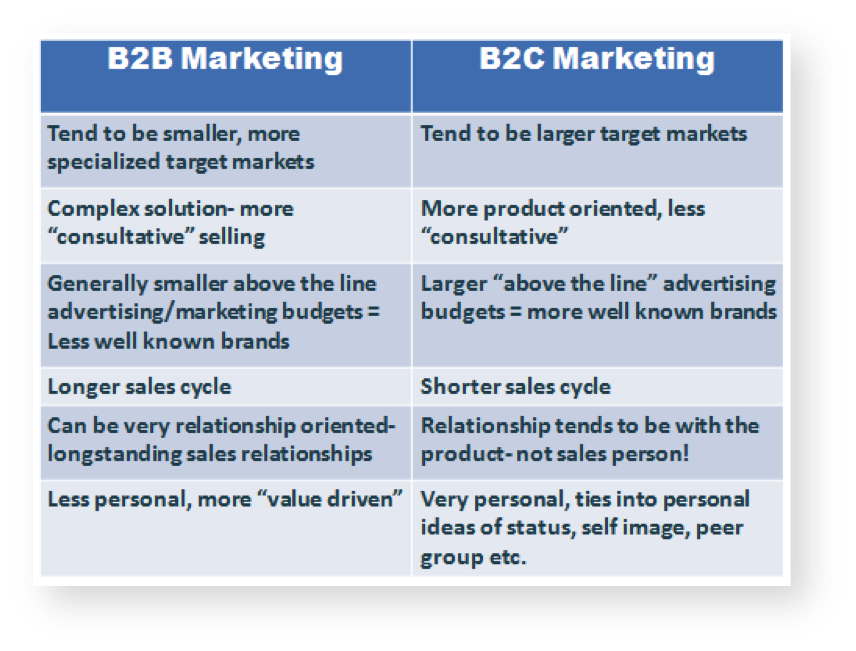 B2B Marketing
B2C Marketing
Tend to be smaller, more
specialized target markets
Tend to be larger target markets
Complex solution- more
“consultative” selling
More product oriented, less
“consultative”
Generally smaller above the line
advertising/marketing budgets =
Less well known brands
Larger “above the line” advertising
budgets = more well known brands
Longer sales cycle
Shorter sales cycle
Can be very relationship oriented-
longstanding sales relationships
Relationship tends to be with the
product- not sales person!
Less personal, more “value driven”
Very personal, ties into personal
ideas of status, self image, peer
group etc.